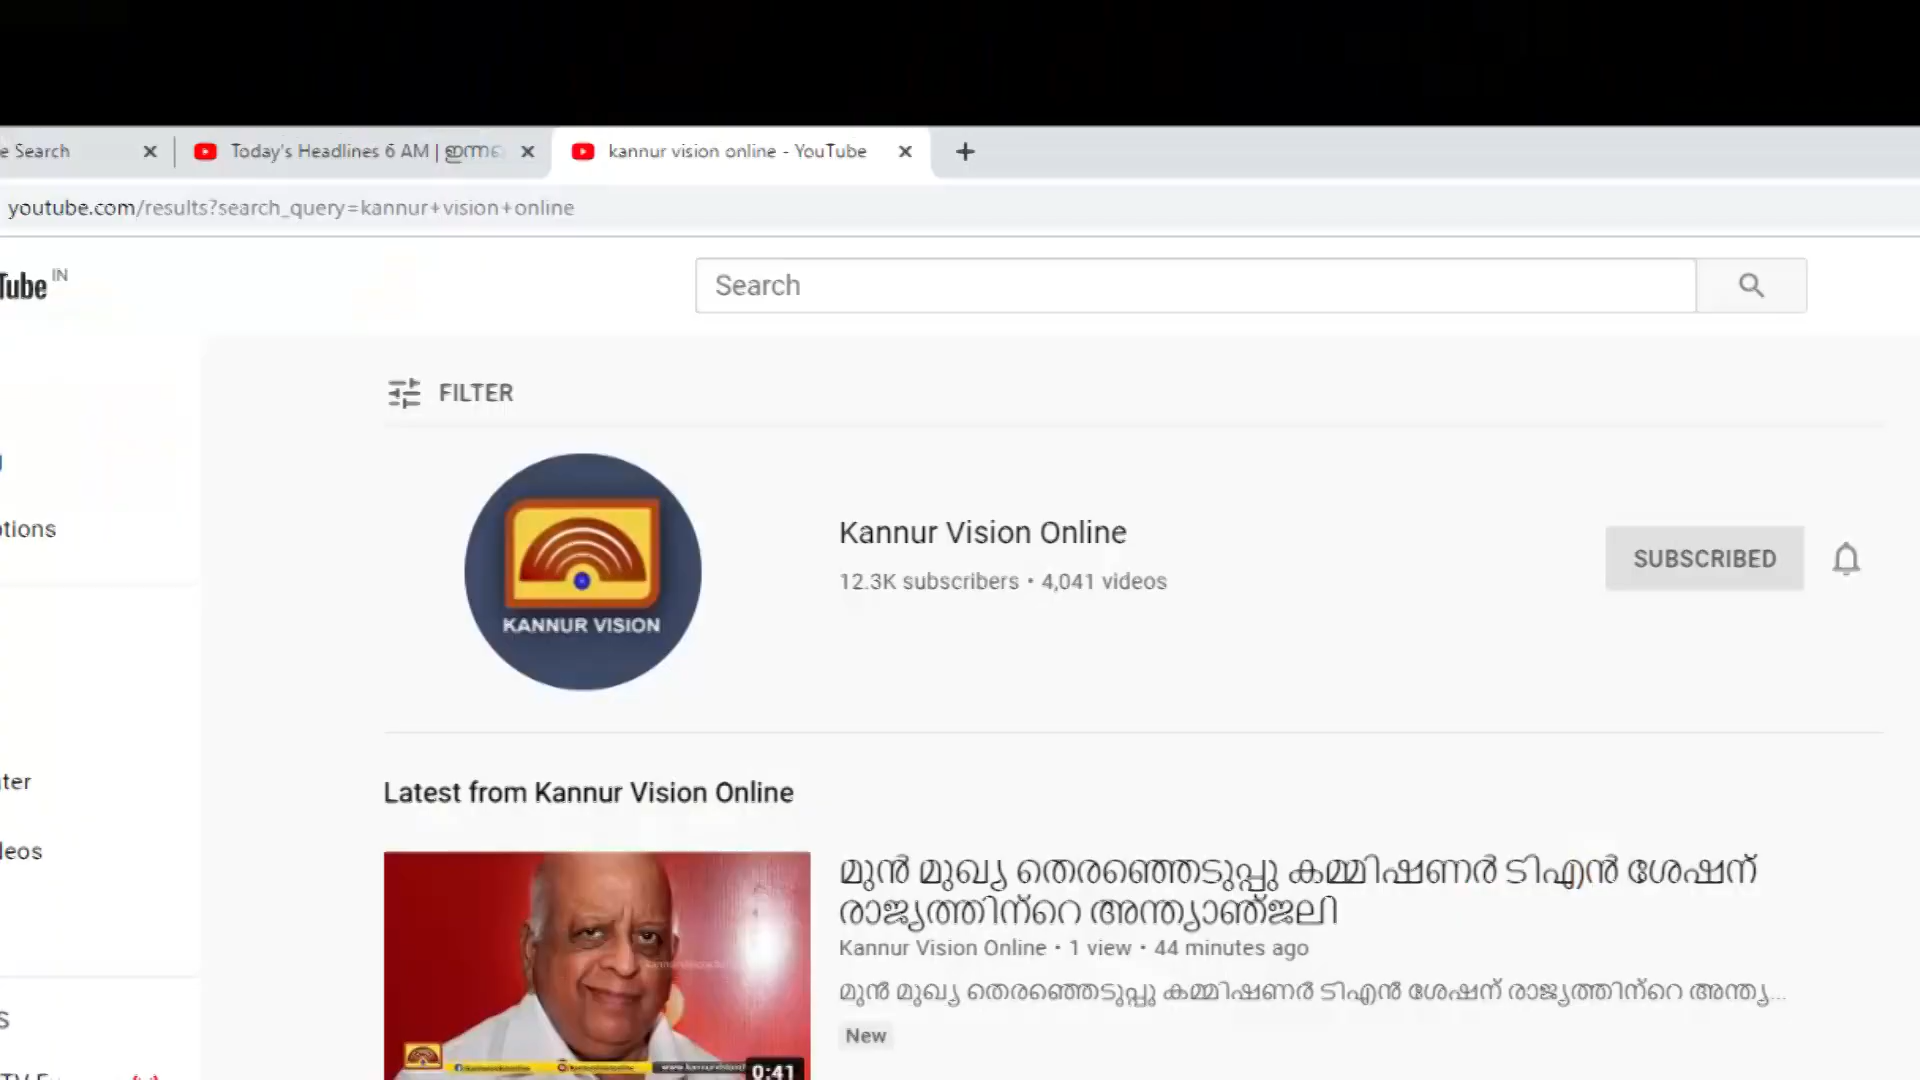 e Search
Today's Headlines 6 AM | ഇന്നത
kannur vision online - YouTube
youtube.com/results?search_query=kannur+vision+online
Tube IN
Search
FILTER
KANNUR VISION
Kannur Vision Online
12.3K subscribers • 4,041 videos
SUBSCRIBED
otions
ter
leos
Latest from Kannur Vision Online
മുൻ മുഖ്യ തെരഞ്ഞെടുപ്പു കമ്മിഷണർ ടിഎൻ ശേഷന്
രാജ്യത്തിന്റെ അന്ത്യാഞ്ജലി
Kannur Vision Online • 1 view • 44 minutes ago
മുൻ മുഖ്യ തെരഞ്ഞെടുപ്പു കമ്മിഷണർ ടിഎൻ ശേഷന് രാജ്യത്തിന്റെ അന്ത്യ...
New
S
0:41